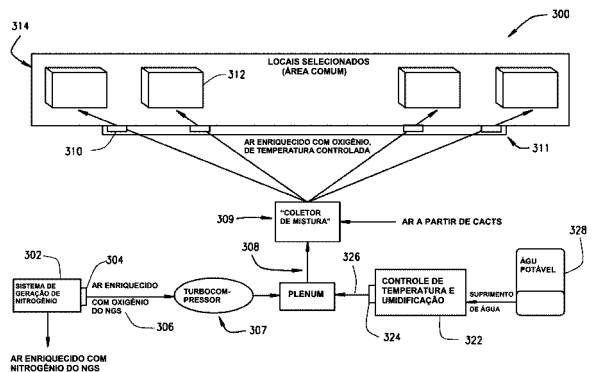 300
314
LOCAIS SELECIONADOS
(ÁREA COMUM)
312
310
AR ENRIQUECIDO COM OXIGÊNIO,
DE TEMPERATURA CONTROLADA
311
309
"COLETOR
DE MISTURA"
AR A PARTIR DE CACTS
308
302
304
SISTEMA DE
GERAÇÃO DE
NITROGÊNIO
AR ENRIQUECIDO
COM OXIGÊNIO
DO NGS
306
TURBOCOM-
PRESSOR
307
PLENUM
326
324
CONTROLE DE
TEMPERATURA E
UMIDIFICAÇÃO
322
SUPRIMENTO
DE ÁGUA
ÁGU
POTÁVEL
328
AR ENRIQUECIDO COM
NITROGÊNIO DO NGS